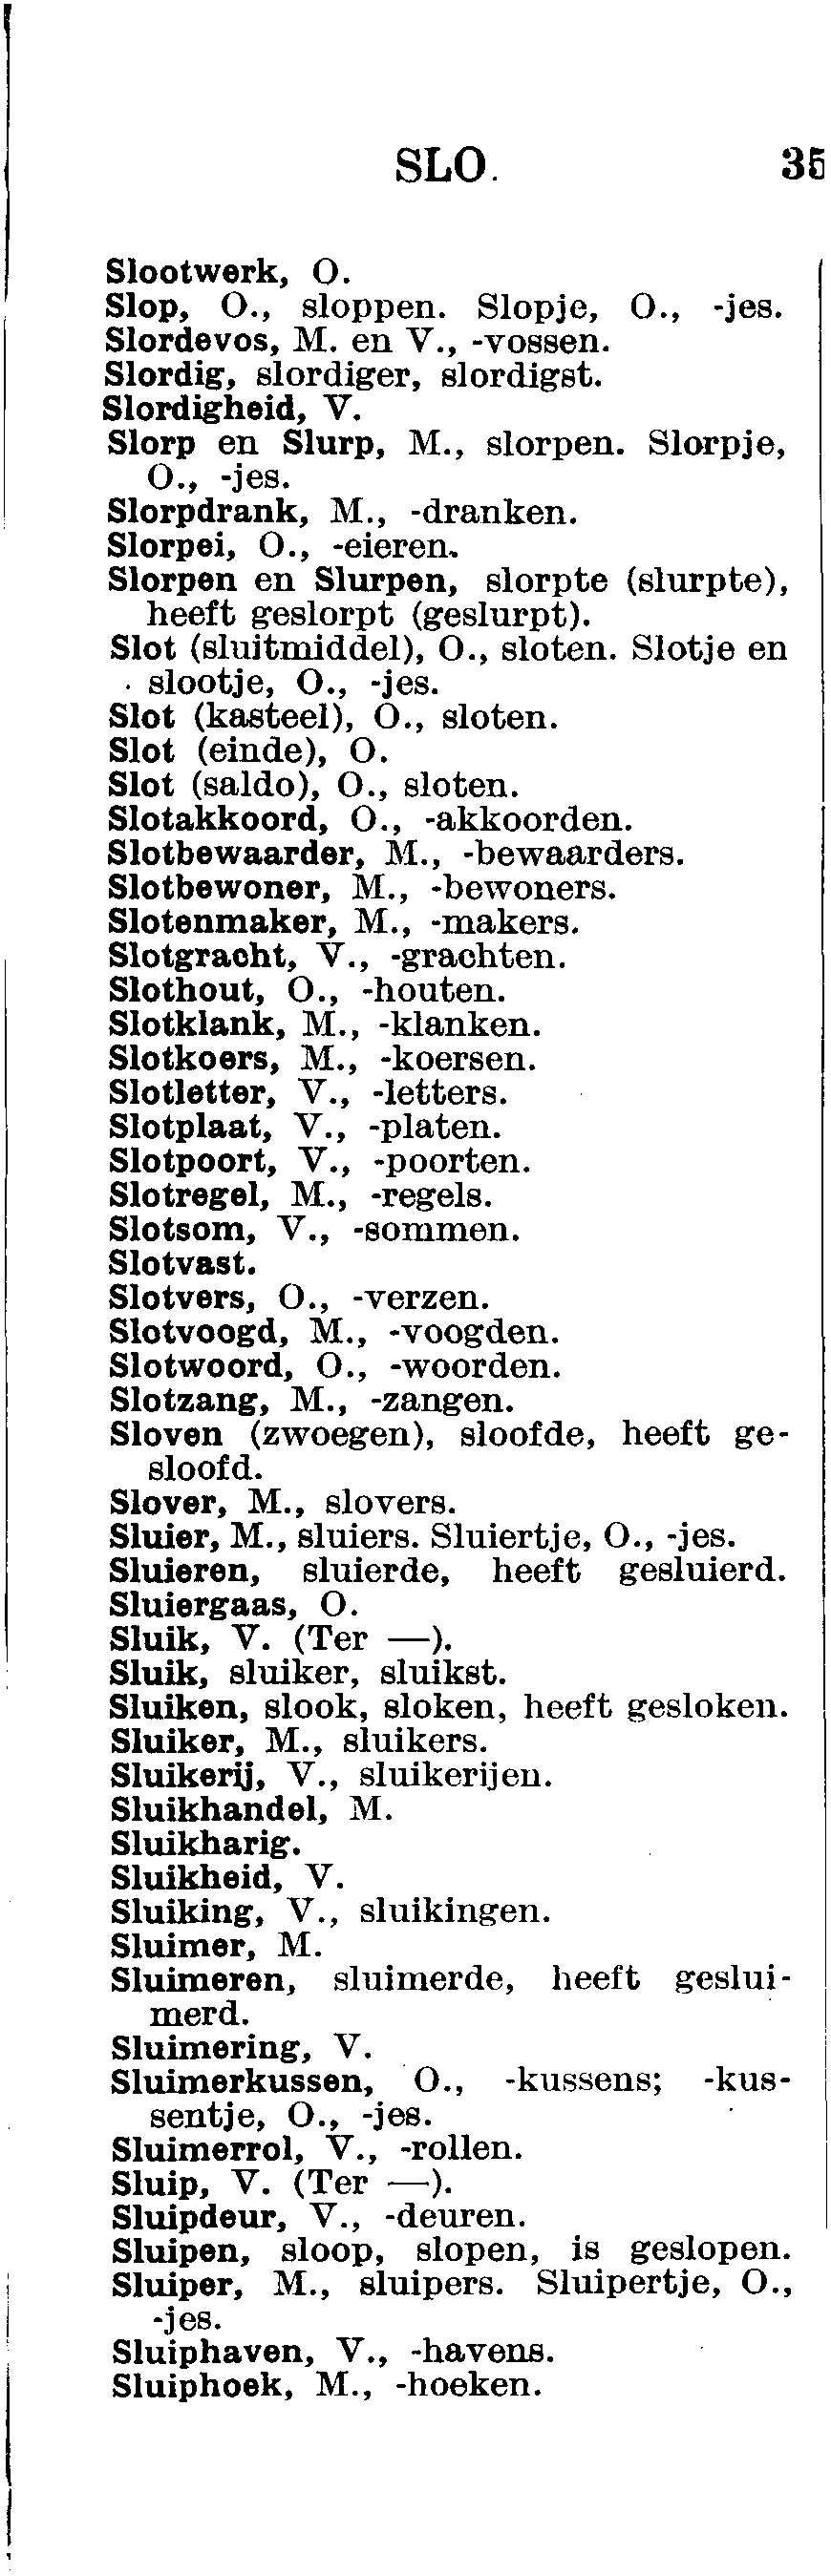 SLO.
Slootwerk, O.
Slop, O., sloppen. Slopje, O., -jes.
Slordevos, M. en V., -vossen.
Slordig, slordiger, slordigst.
Slordigheid, V.
Slorp en Slurp, M., slorpen. Slorpje,
O., -jes.
Slorpdrank, M., -dranken.
Slorpei, O., -eieren.
Slorpen en Slurpen, slorpte (slurpte),
heeft geslorpt (geslurpt).
Slot (sluitmiddel), O., sloten. Slotje en
slootje, O., -jes.
Slot (kasteel), O., sloten.
Slot (einde), O.
Slot (saldo), O., sloten.
Slotakkoord, O., -akkoorden.
Slotbewaarder, M., -bewaarders.
Slotbewoner, M., -bewoners.
Slotenmaker, M., -makers.
Slotgracht, V., -grachten.
Slothout, O., -houten.
Slotklank, M., -klanken.
Slotkoers, M., -koersen.
Slotletter, V., -letters.
Slotplaat, V., -platen.
Slotpoort, V., -poorten.
Slotregel, M., -regels.
Slotsom, V., -sommen.
Slotvast.
Slotvers, O., -verzen.
Slotvoogd, M., -voogden.
Slotwoord, O., -woorden.
Slotzang, M., -zangen.
Sloven (zwoegen), sloofde, heeft ge-
sloofd.
Slover, M., slovers.
Sluier, M., sluiers. Sluiertje, O., -jes.
Sluieren, sluierde, heeft gesluierd.
Sluiergaas, O.
Sluik, V. (Ter —).
Sluik, sluiker, sluikst.
Sluiken, slook, sloken, heeft gesloken.
Sluiker, M., sluikers.
Sluikerij, V., sluikerijen.
Sluikhandel, M.
Sluikharig.
Sluikheid, V.
Sluiking, V., sluikingen.
Sluimer, M.
Sluimeren, sluimerde, heeft geslui-
merd.
Sluimering, V.
Sluimerkussen, O., -kussens; -kus-
sentje, O., -jes.
Sluimerrol, V., -rollen.
Sluip, V. (Ter —).
Sluipdeur, V., -deuren.
Sluipen, sloop, slopen, is geslopen.
Sluiper, M., sluipers. Sluipertje, O.,
-jes.
Sluiphaven, V., -havens.
Sluiphoek, M., -hoeken.